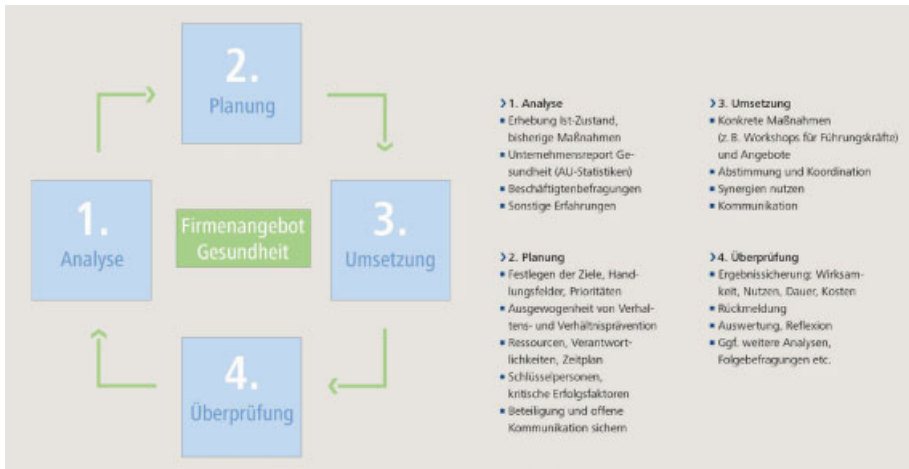 2.
Planung
1.
Analyse
Firmenangebot
Gesundheit
3.
Umsetzung
4.
Überprüfung
1. Analyse
Erhebung Ist-Zustand,
bisherige Maßnahmen
Unternehmensreport Ge-
sundheit (AU-Statistiken)
Beschäftigtenbefragungen
Sonstige Erfahrungen
2. Planung
Festlegen der Ziele, Hand-
lungsfelder, Prioritäten
Ausgewogenheit von Verhal-
tens- und Verhältnisprävention
Ressourcen, Verantwort-
lichkeiten, Zeitplan
Schlüsselpersonen,
kritische Erfolgsfaktoren
Beteiligung und offene
Kommunikation sichern
3. Umsetzung
Konkrete Maßnahmen
(z. B. Workshops für Führungskräfte)
und Angebote
Abstimmung und Koordination
Synergien nutzen
Kommunikation
4. Überprüfung
Ergebnissicherung: Wirksam-
keit, Nutzen, Dauer, Kosten
Rückmeldung
Auswertung, Reflexion
Ggf. weitere Analysen,
Folgebefragungen etc.